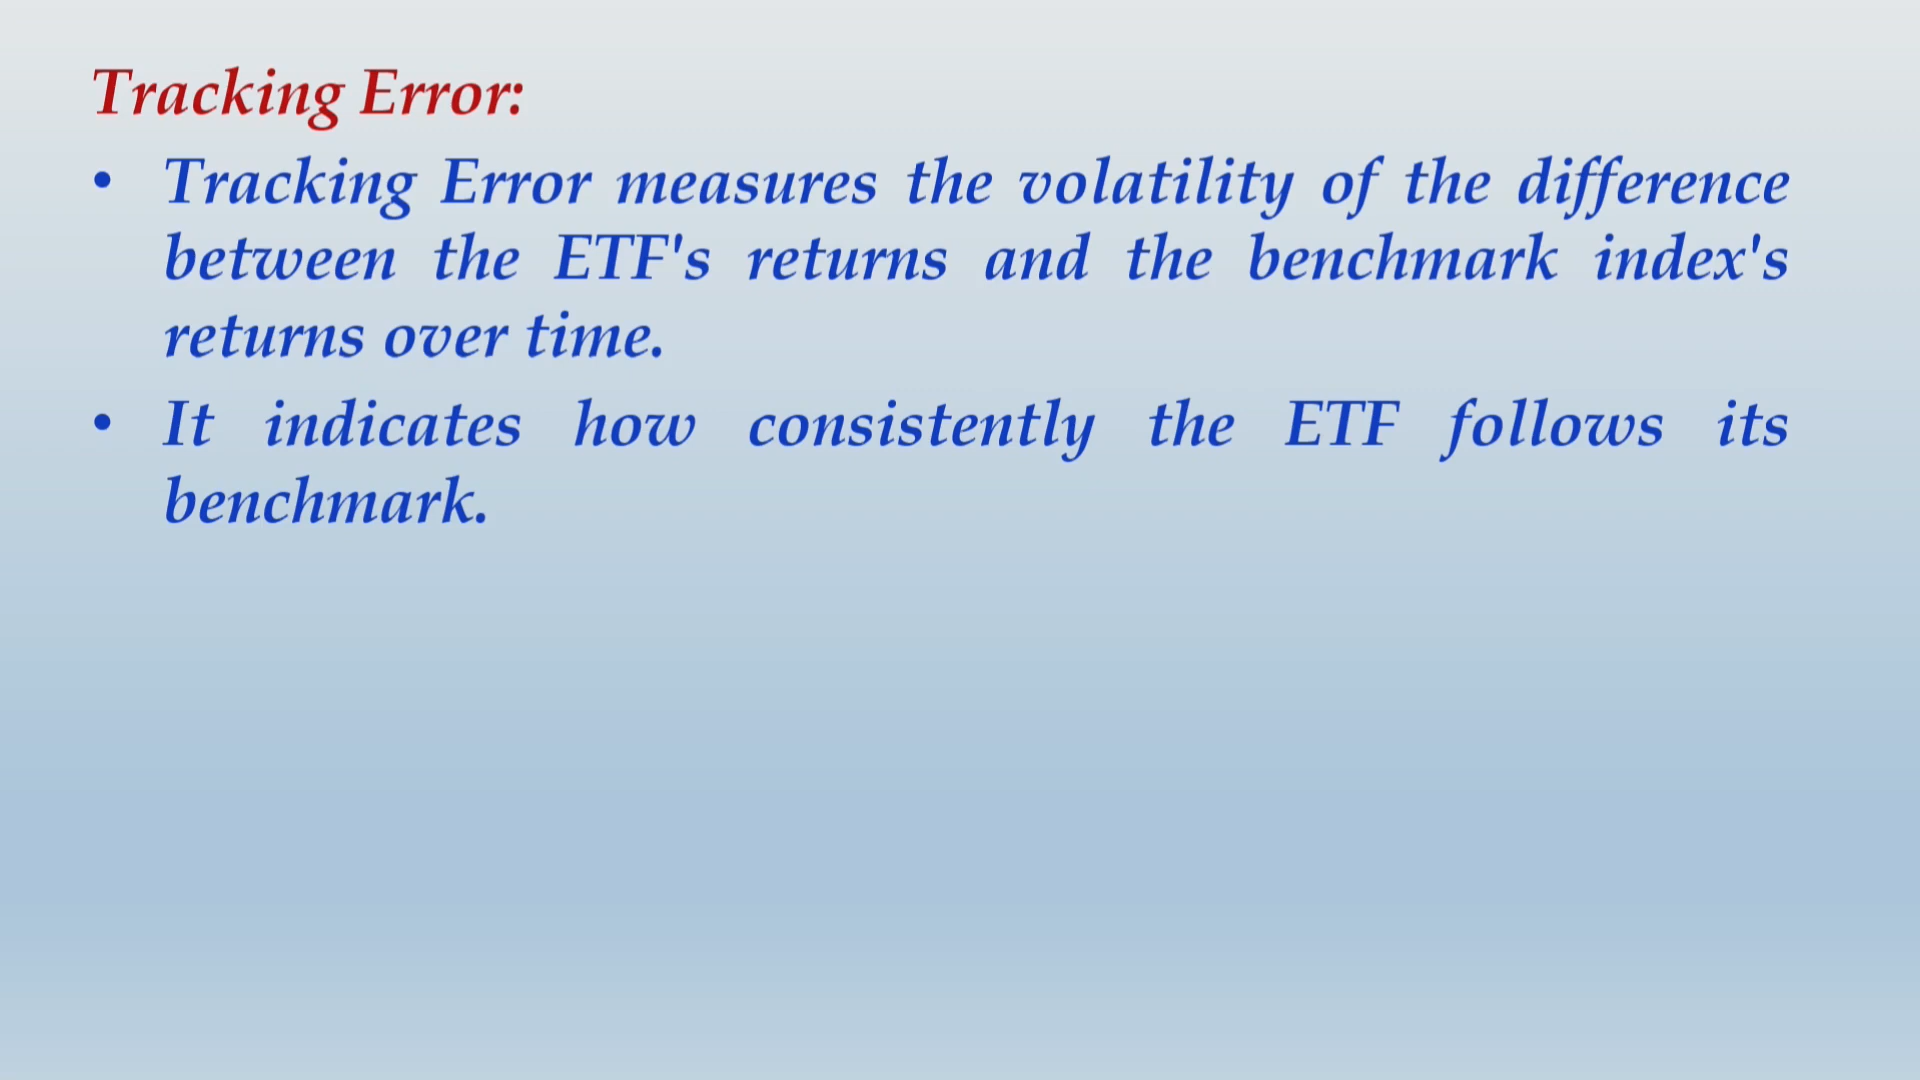 Tracking Error:
• Tracking Error measures the volatility of the difference
between the ETF's returns and the benchmark index's
returns over time.
• It indicates how consistently the ETF follows its
benchmark.